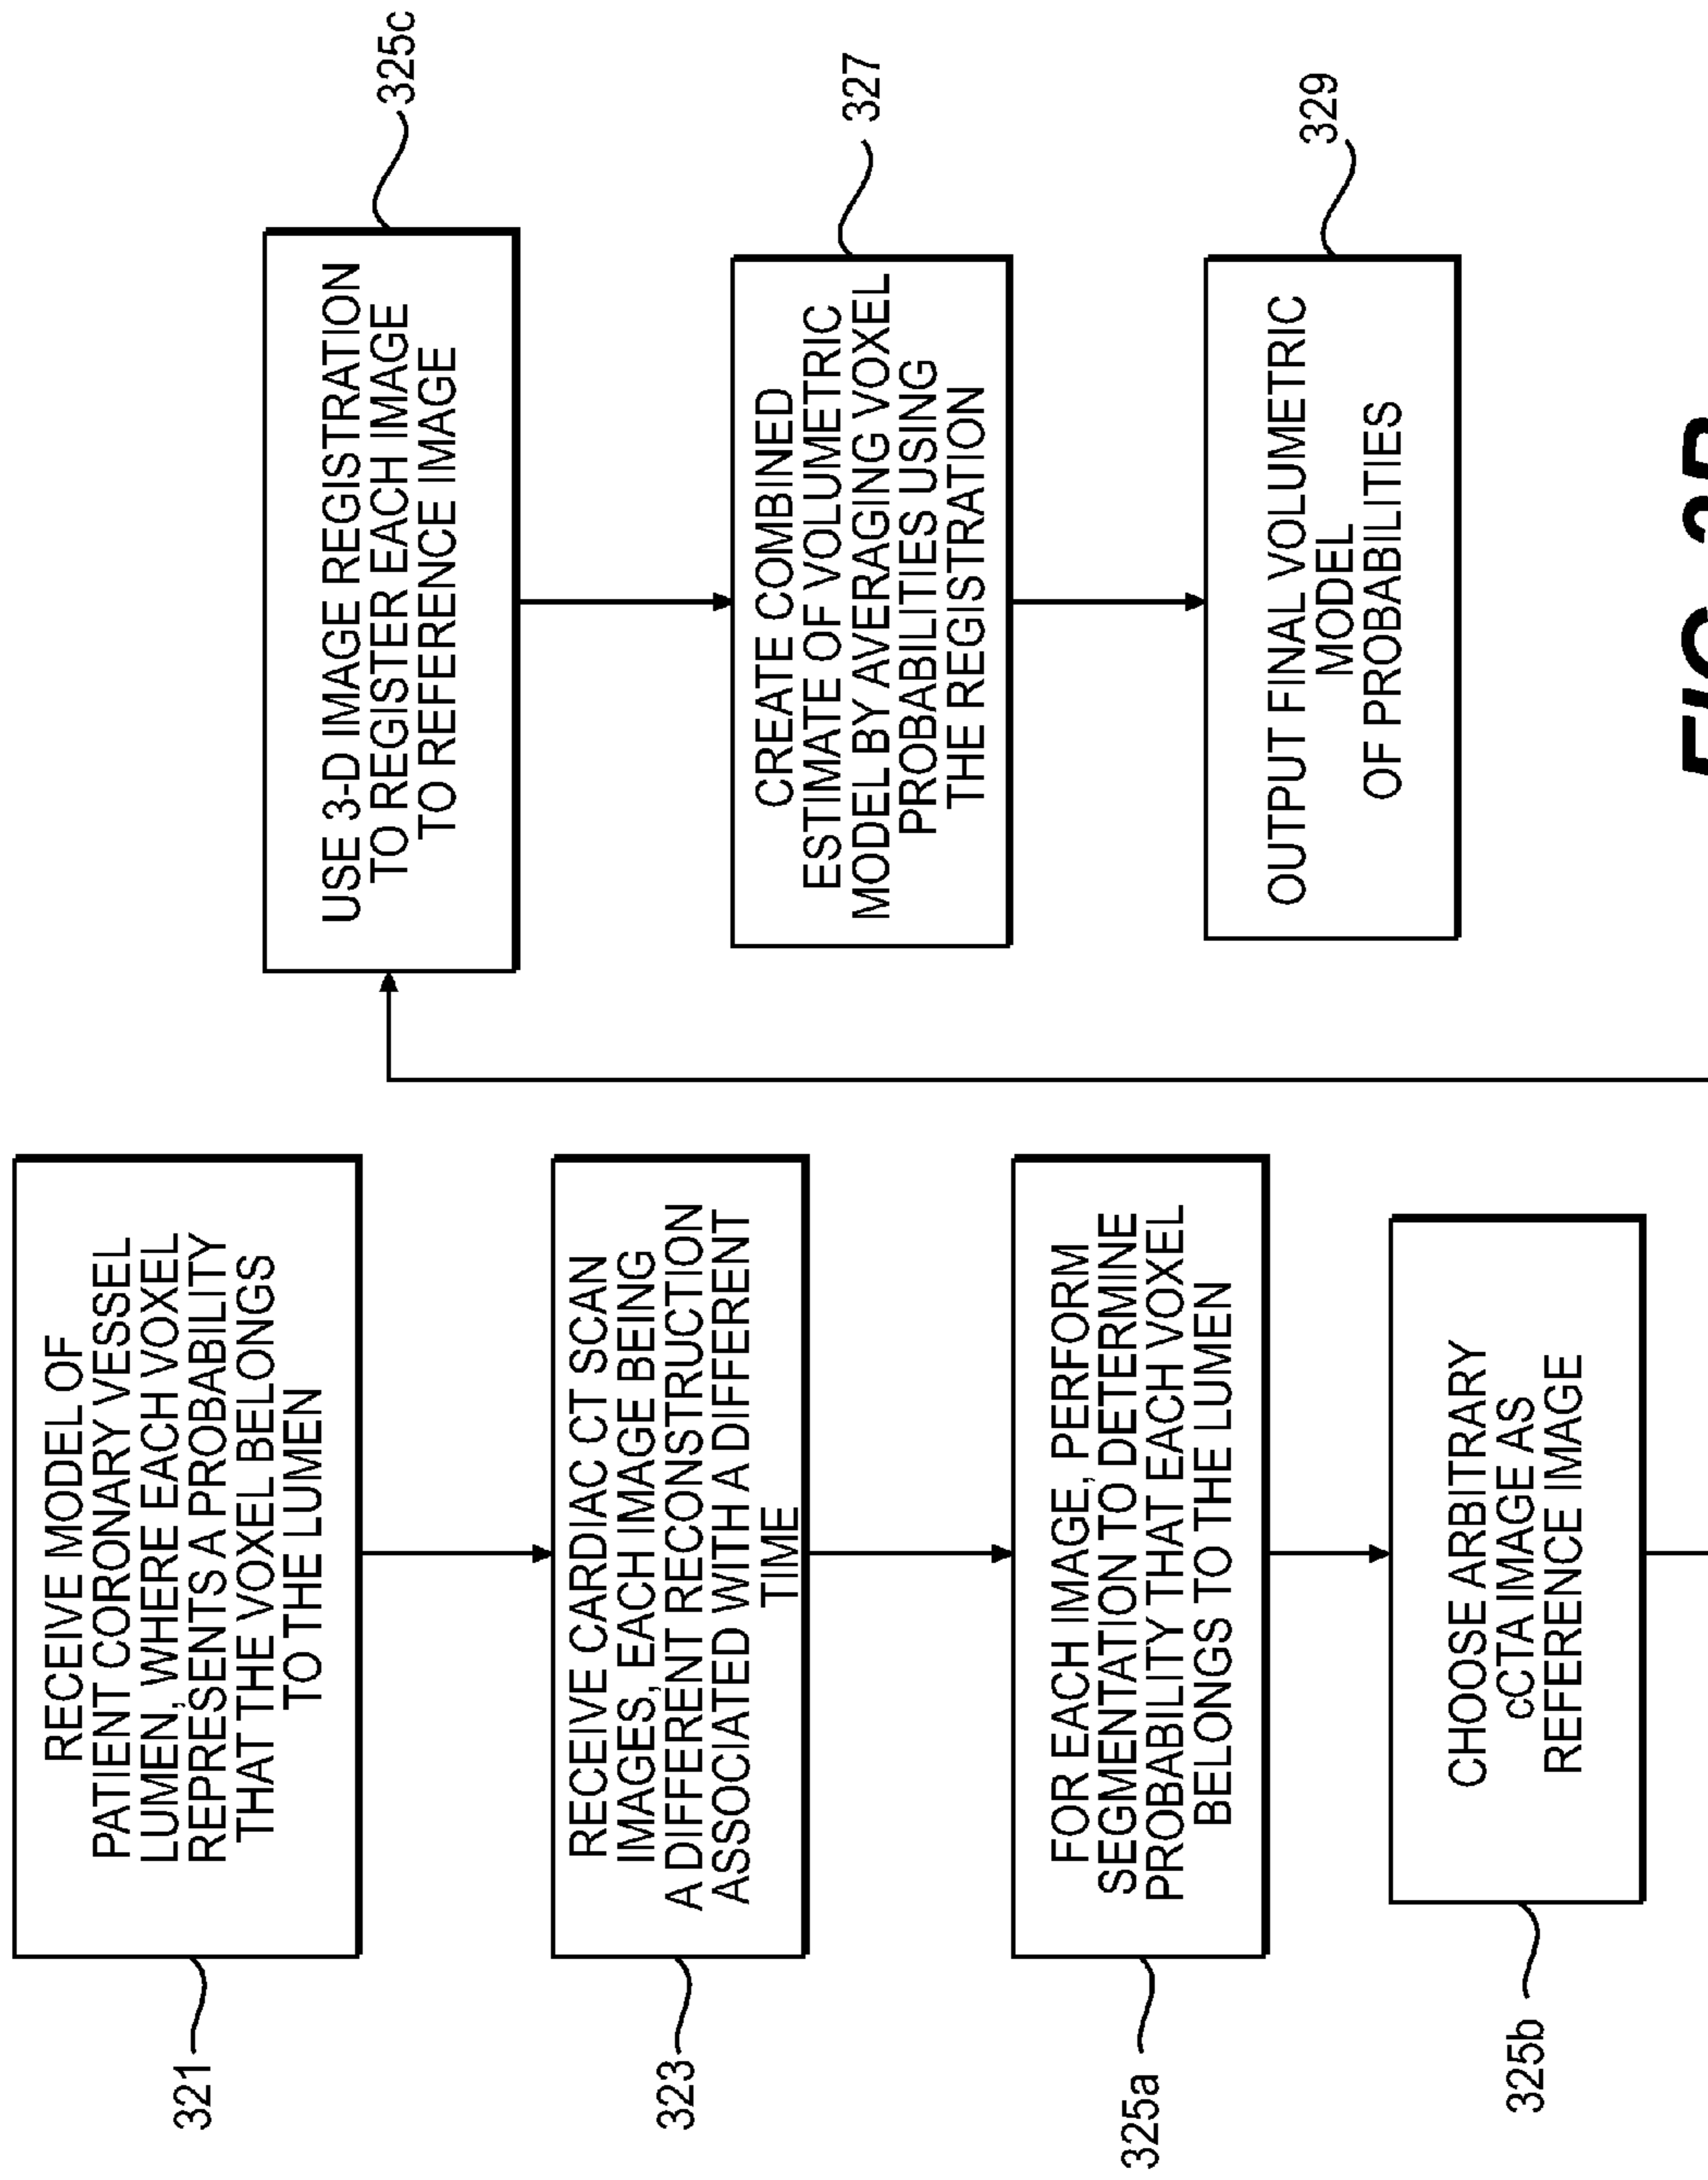 RECEIVE MODEL OF
PATIENT CORONARY VESSEL
LUMEN, WHERE EACH VOXEL
REPRESENTS A PROBABILITY
THAT THE VOXEL BELONGS
TO THE LUMEN
321
RECEIVE CARDIAC CT SCAN
IMAGES, EACH IMAGE BEING
A DIFFERENT RECONSTRUCTION
ASSOCIATED WITH A DIFFERENT
TIME
323
FOR EACH IMAGE, PERFORM
SEGMENTATION TO DETERMINE
PROBABILITY THAT EACH VOXEL
BELONGS TO THE LUMEN
325a
CHOOSE ARBITRARY
cCTA IMAGE AS
REFERENCE IMAGE
325b
USE 3-D IMAGE REGISTRATION
TO REGISTER EACH IMAGE
TO REFERENCE IMAGE
325c
CREATE COMBINED
ESTIMATE OF VOLUMETRIC
MODEL BY AVERAGING VOXEL
PROBABILITIES USING
THE REGISTRATION
327
OUTPUT FINAL VOLUMETRIC
MODEL
OF PROBABILITIES
329